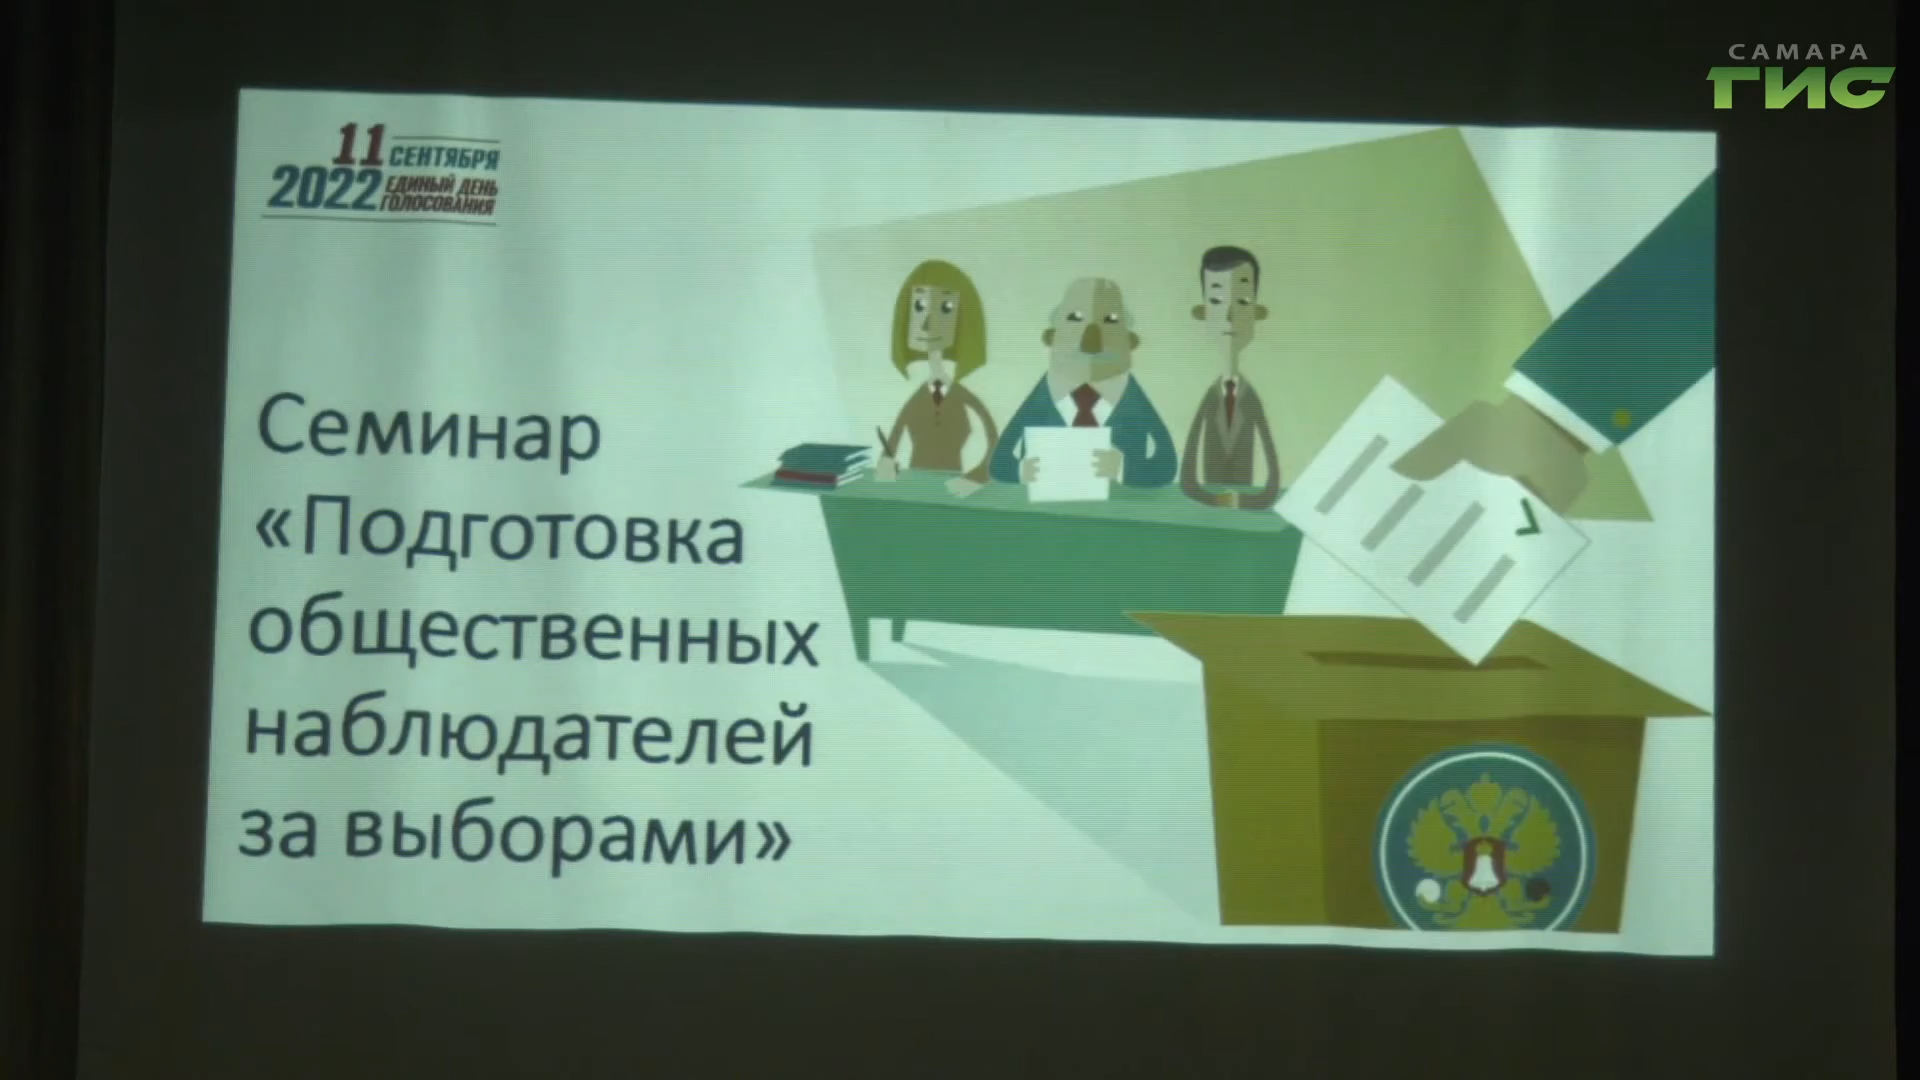 САМАРА
ГИС
11 СЕНТЯБРЯ
2022 ЕДИНЫЙ ДЕНЬ
ГОЛОСОВАНИЯ
Семинар
«Подготовка
общественных
наблюдателей
за выборами»